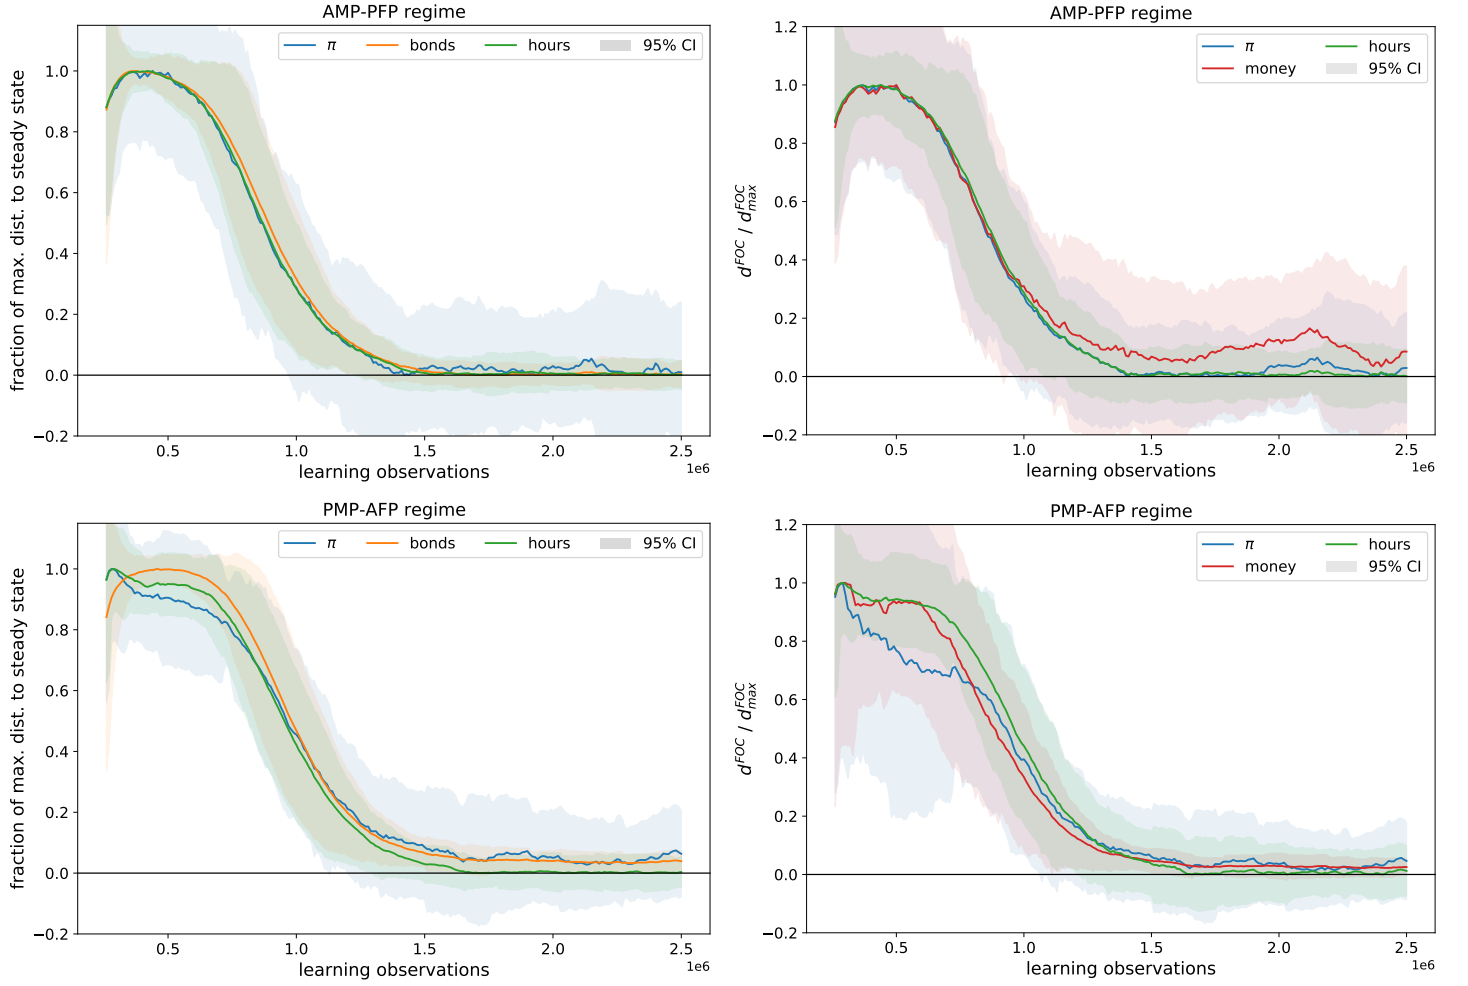 AMP-PFP regime
π bonds hours 95% CI
fraction of max. dist. to steady state
1.0
0.8
0.6
0.4
0.2
0.0
−0.2
0.5 1.0 1.5 2.0 2.5
1e6
learning observations
AMP-PFP regime
π hours
money 95% CI
d^FOC / d^FOC_max
1.2
1.0
0.8
0.6
0.4
0.2
0.0
−0.2
0.5 1.0 1.5 2.0 2.5
1e6
learning observations
PMP-AFP regime
π bonds hours 95% CI
fraction of max. dist. to steady state
1.0
0.8
0.6
0.4
0.2
0.0
−0.2
0.5 1.0 1.5 2.0 2.5
1e6
learning observations
PMP-AFP regime
π hours
money 95% CI
d^FOC / d^FOC_max
1.2
1.0
0.8
0.6
0.4
0.2
0.0
−0.2
0.5 1.0 1.5 2.0 2.5
1e6
learning observations